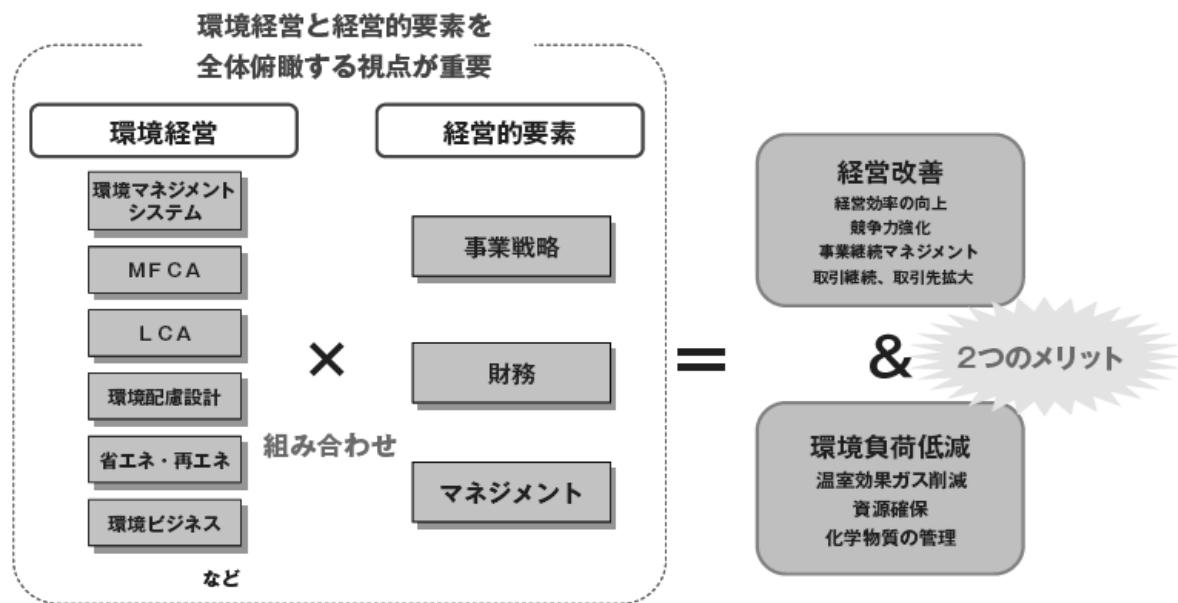 環境経営と経営的要素を
全体俯瞰する視点が重要
環境経営
環境マネジメント
システム
ＭＦＣＡ
ＬＣＡ
環境配慮設計
省エネ・再エネ
環境ビジネス
など
×
組み合わせ
経営的要素
事業戦略
財務
マネジメント
＝
経営改善
経営効率の向上
競争力強化
事業継続マネジメント
取引継続、取引先拡大
&
２つのメリット
環境負荷低減
温室効果ガス削減
資源確保
化学物質の管理